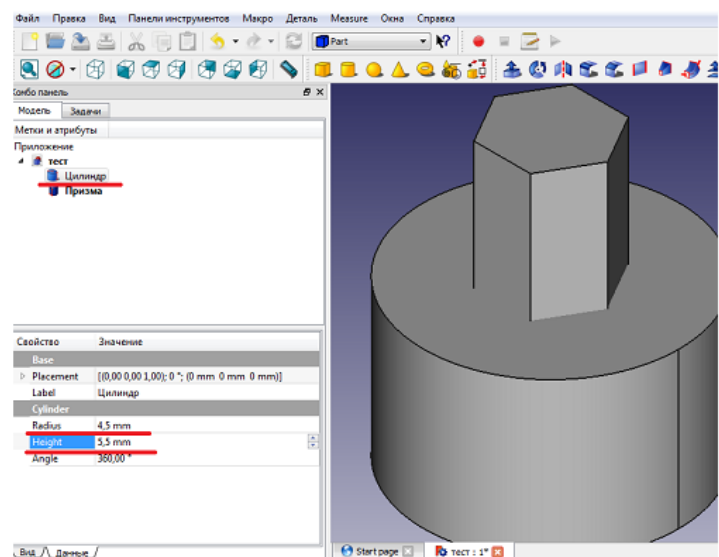 Файл Правка Вид Панели инструментов Макро Деталь Measure Окна Справка
Part
Комбо панель
Модель Задачи
Метки и атрибуты
Приложение
тест
Цилиндр
Призма
Свойство Значение
Base
Placement [(0,00 0,00 1,00); 0 °; (0 mm 0 mm 0 mm)]
Label Цилиндр
Cylinder
Radius 4,5 mm
Height 5,5 mm
Angle 360,00 °
Вид Данные
Start page тест : 1*